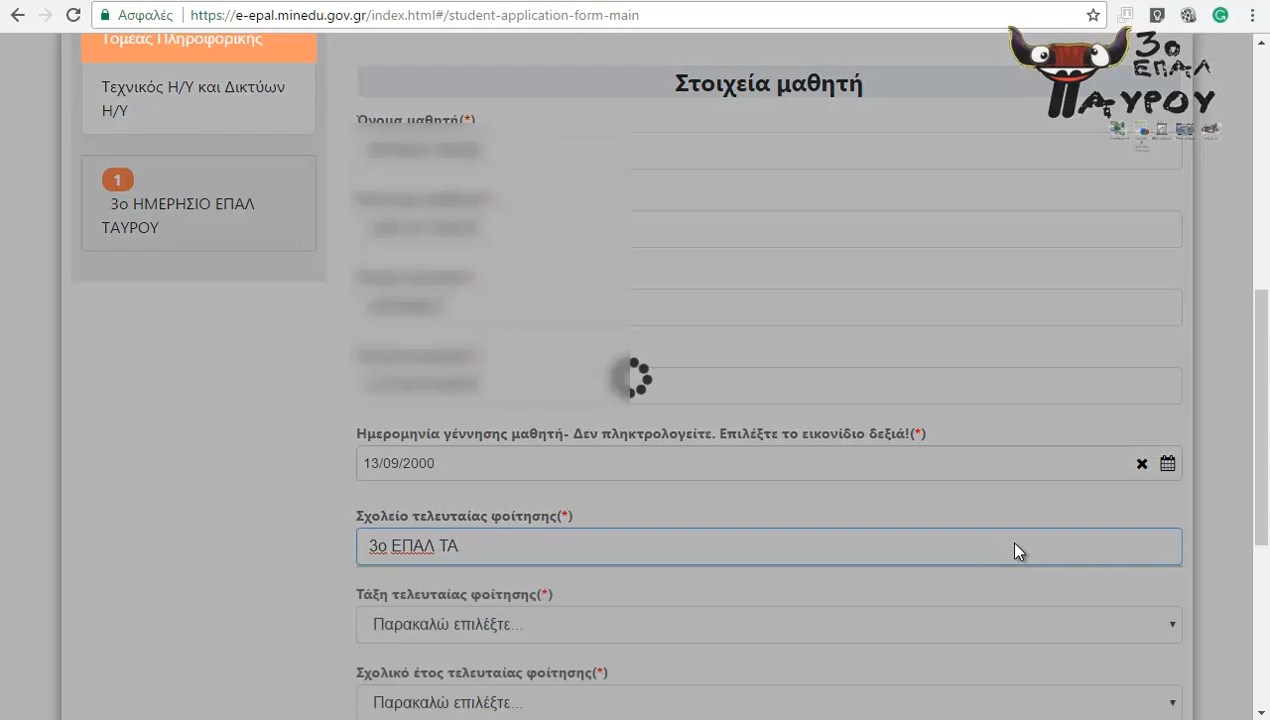 Ασφαλές
https://e-epal.minedu.gov.gr/index.html#/student-application-form-main
3ο
ΕΠΑΛ
ΤΑΥΡΟΥ
Τομέας Πληροφορικής
Τεχνικός Η/Υ και Δικτύων
Η/Υ
1
3ο ΗΜΕΡΗΣΙΟ ΕΠΑΛ
ΤΑΥΡΟΥ
Στοιχεία μαθητή
Όνομα μαθητή(*)
Ημερομηνία γέννησης μαθητή- Δεν πληκτρολογείτε. Επιλέξτε το εικονίδιο δεξιά!(*)
13/09/2000
Σχολείο τελευταίας φοίτησης(*)
3ο ΕΠΑΛ ΤΑ
Τάξη τελευταίας φοίτησης(*)
Παρακαλώ επιλέξτε...
Σχολικό έτος τελευταίας φοίτησης(*)
Παρακαλώ επιλέξτε...